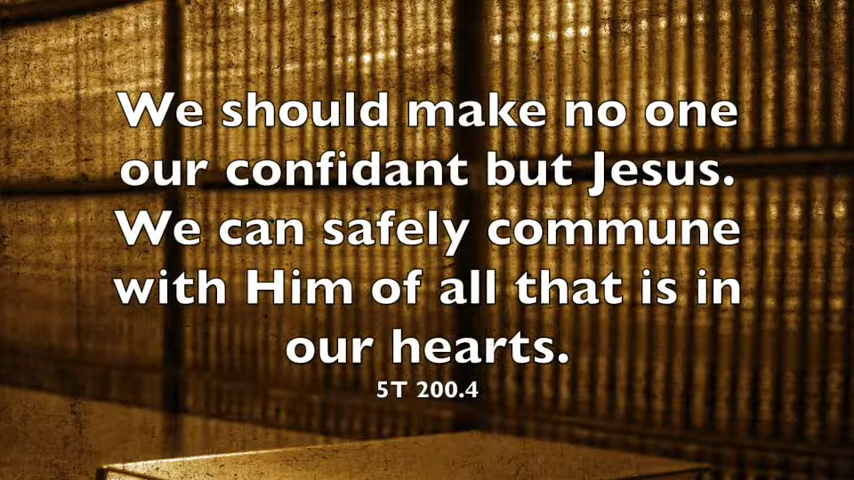 We should make no one
our confidant but Jesus.
We can safely commune
with Him of all that is in
our hearts.
5T 200.4